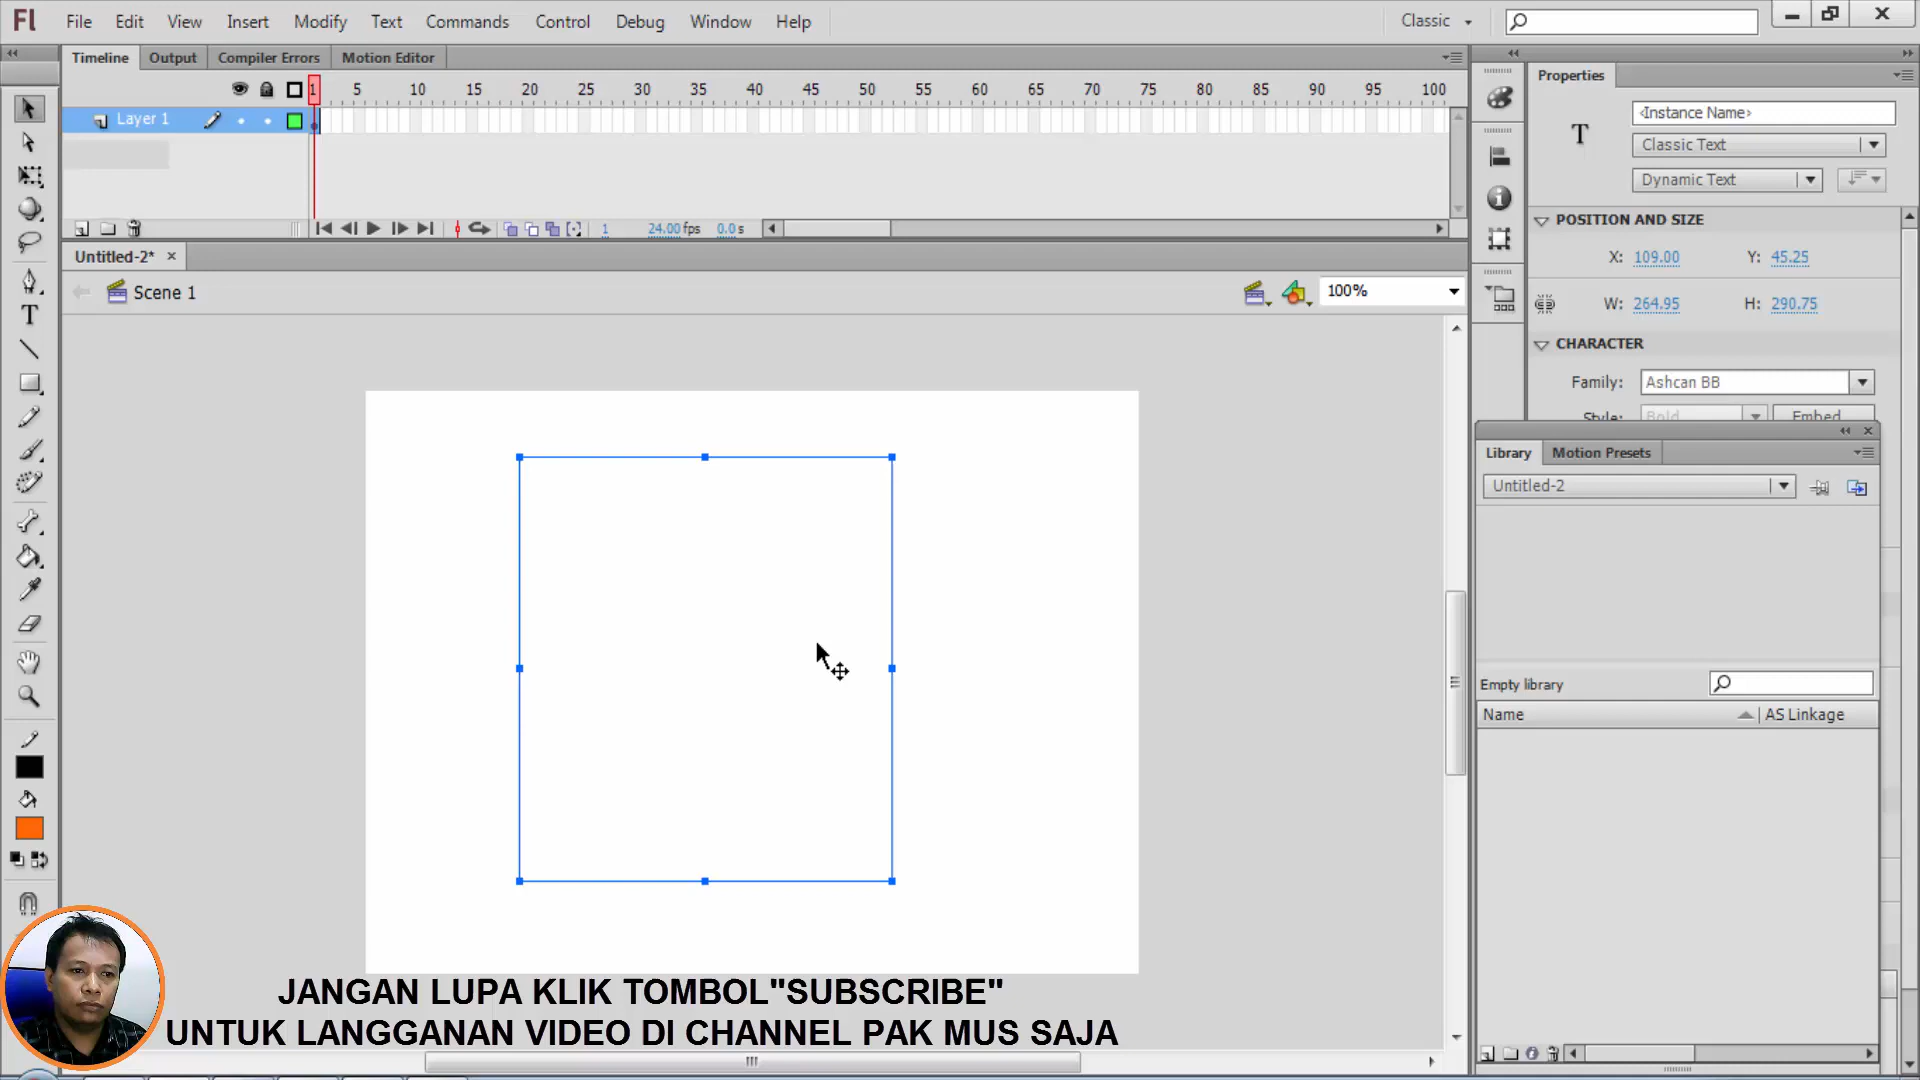 Fl File Edit View Insert Modify Text Commands Control Debug Window Help Classic
Timeline Output Compiler Errors Motion Editor
1 5 10 15 20 25 30 35 40 45 50 55 60 65 70 75 80 85 90 95 100
Layer 1
1 24.00 fps 0.0 s
Untitled-2*
Scene 1
100%
Properties
<Instance Name>
T
Classic Text
Dynamic Text
POSITION AND SIZE
X: 109.00 Y: 45.25
W: 264.95 H: 290.75
CHARACTER
Family: Ashcan BB
Style: Bold Embed
Library Motion Presets
Untitled-2
Empty library
Name AS Linkage
JANGAN LUPA KLIK TOMBOL"SUBSCRIBE"
UNTUK LANGGANAN VIDEO DI CHANNEL PAK MUS SAJA